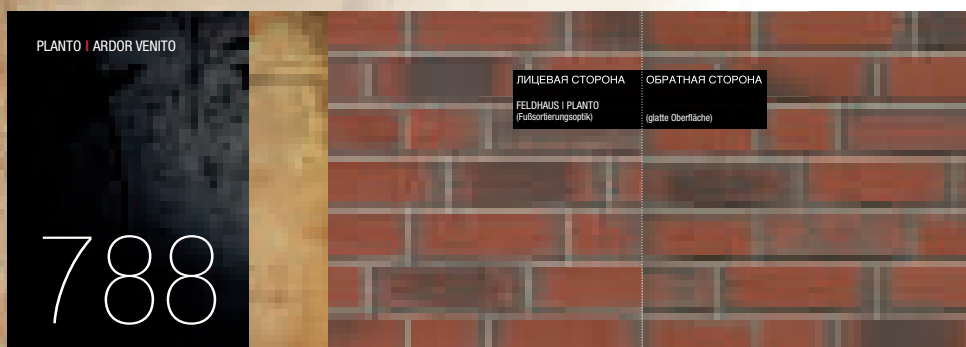 PLANTO | ARDOR VENITO
788
ЛИЦЕВАЯ СТОРОНА
FELDHAUS | PLANTO
(Fußsortierungsoptik)
ОБРАТНАЯ СТОРОНА
(glatte Oberfläche)